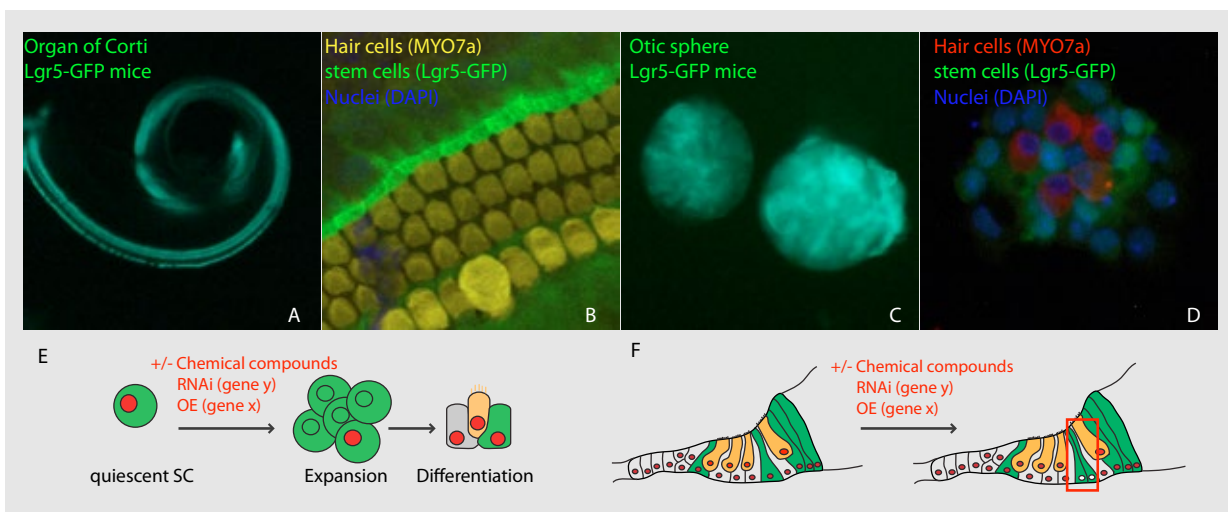 Organ of Corti
Lgr5-GFP mice
A
Hair cells (MYO7a)
stem cells (Lgr5-GFP)
Nuclei (DAPI)
B
Otic sphere
Lgr5-GFP mice
C
Hair cells (MYO7a)
stem cells (Lgr5-GFP)
Nuclei (DAPI)
D
E
+/- Chemical compounds
RNAi (gene y)
OE (gene x)
quiescent SC
Expansion
Differentiation
F
+/- Chemical compounds
RNAi (gene y)
OE (gene x)